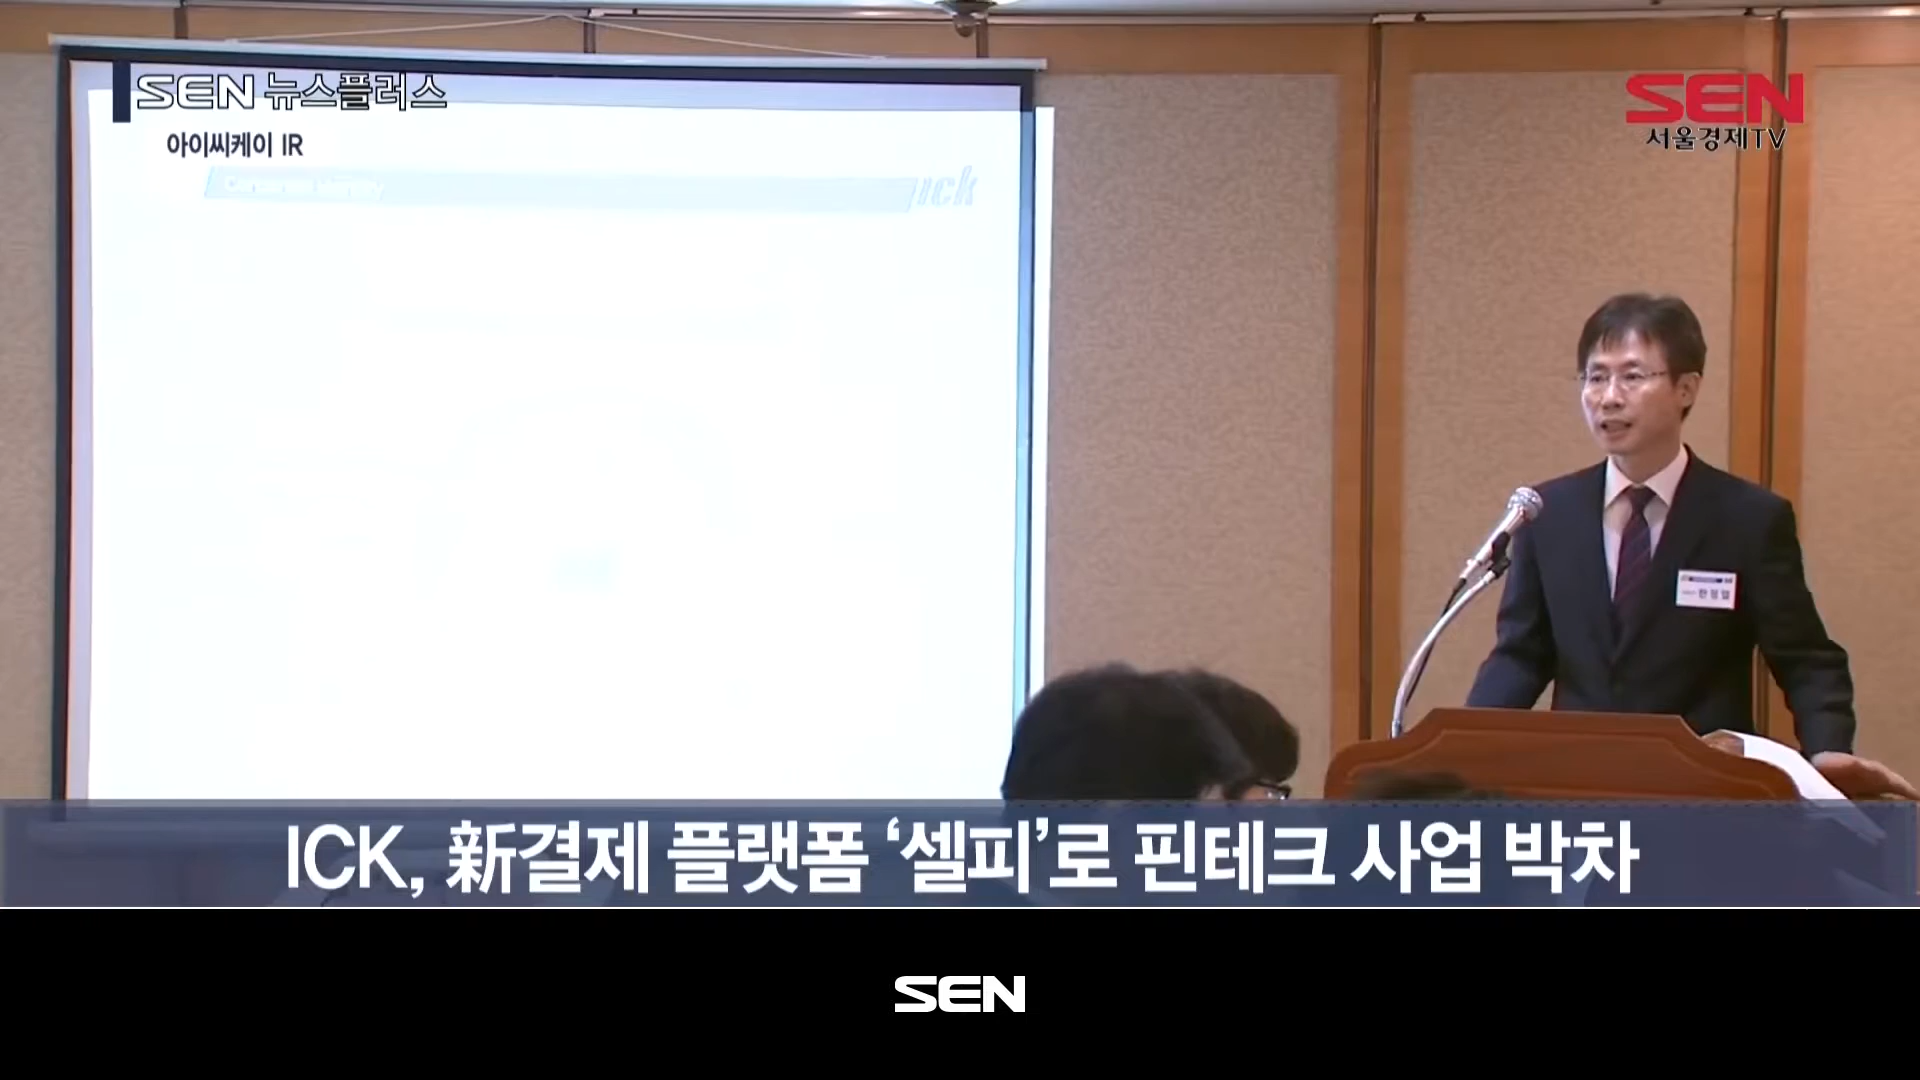 SEN 뉴스플러스
SEN
서울경제TV
아이씨케이 IR
ick
ICK, 新결제 플랫폼 ‘셀피’로 핀테크 사업 박차
SEN